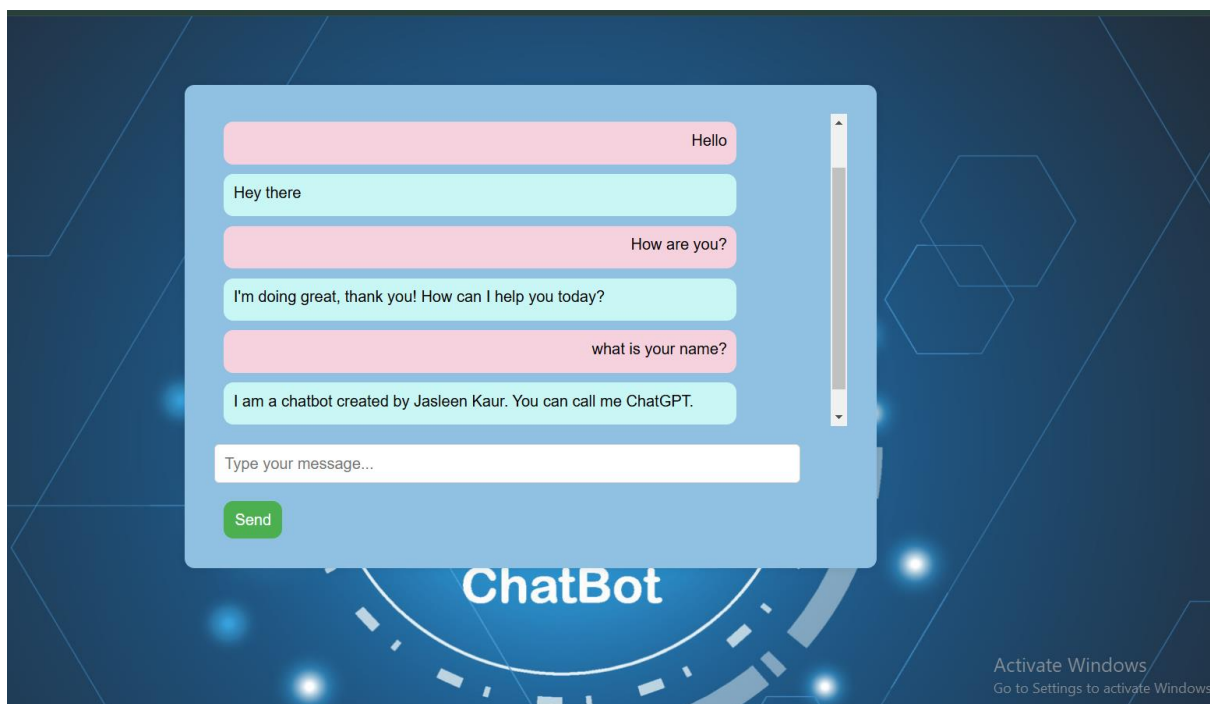 Hello
Hey there
How are you?
I'm doing great, thank you! How can I help you today?
what is your name?
I am a chatbot created by Jasleen Kaur. You can call me ChatGPT.
Type your message...
Send
ChatBot
Activate Windows
Go to Settings to activate Windows